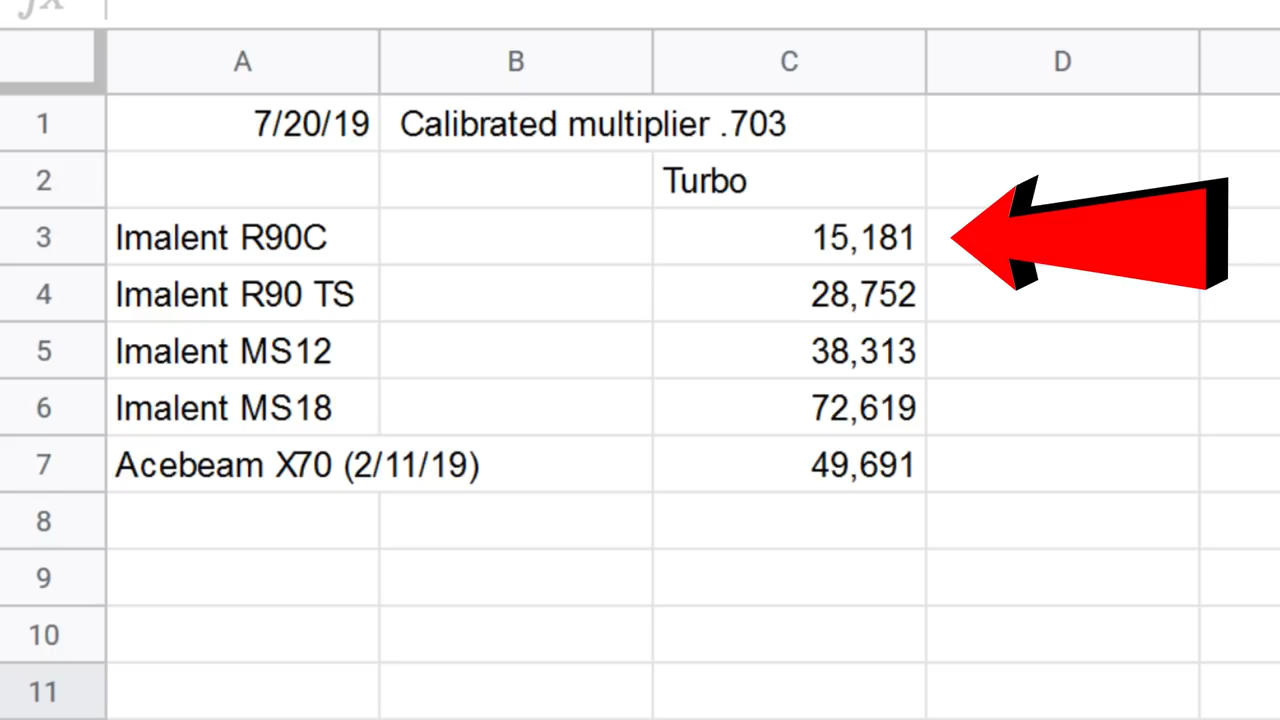 A B C D
1 7/20/19 Calibrated multiplier .703
2 Turbo
3 Imalent R90C 15,181
4 Imalent R90 TS 28,752
5 Imalent MS12 38,313
6 Imalent MS18 72,619
7 Acebeam X70 (2/11/19) 49,691
8
9
10
11